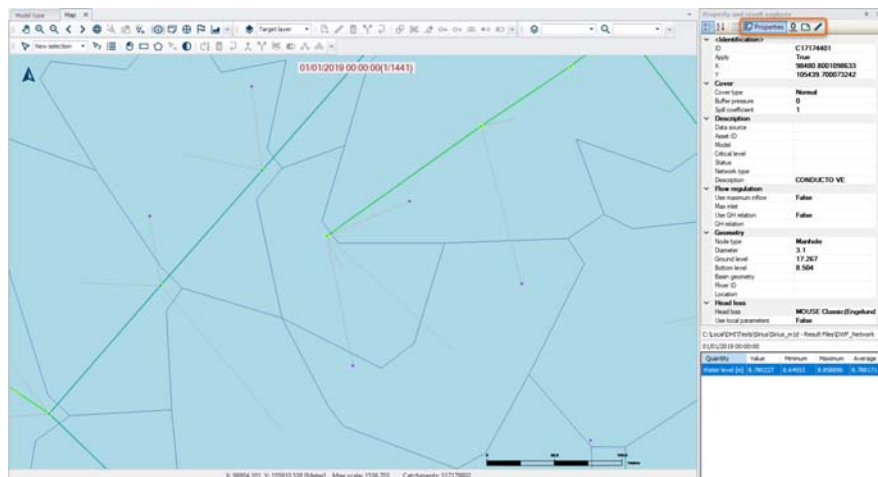 Model type Map
Property and result explorer
Target layer
New selection
Properties
01/01/2019 00:00:00(1/1441)
<Identification>
ID C17174401
Apply True
X 98480.8001098633
Y 105439.700073242
Cover
Cover type Normal
Buffer pressure 0
Spill coefficient 1
Description
Data source
Asset ID
Model
Critical level
Status
Network type
Description CONDUCTO VE
Flow regulation
Use maximum inflow False
Max inlet
Use QH relation False
QH relation
Geometry
Node type Manhole
Diameter 3.1
Ground level 17.267
Bottom level 8.504
Basin geometry
River ID
Location
Head loss
Head loss MOUSE Classic(Engelund
Use local parameters False
01/01/2019 00:00:00
Quantity Value Minimum Maximum Average
Water level [m]